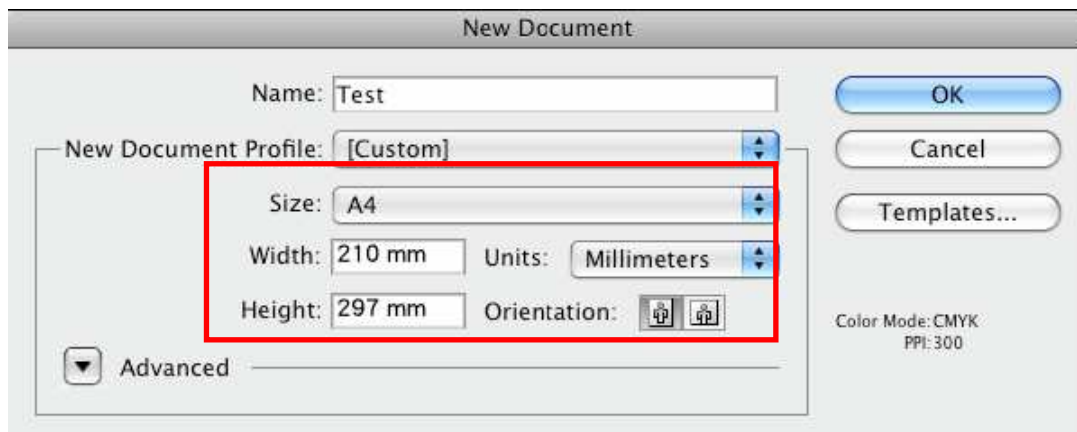 New Document
Name: Test
OK
New Document Profile: [Custom]
Cancel
Size: A4
Templates...
Width: 210 mm Units: Millimeters
Height: 297 mm Orientation:
Color Mode: CMYK
PPI: 300
Advanced